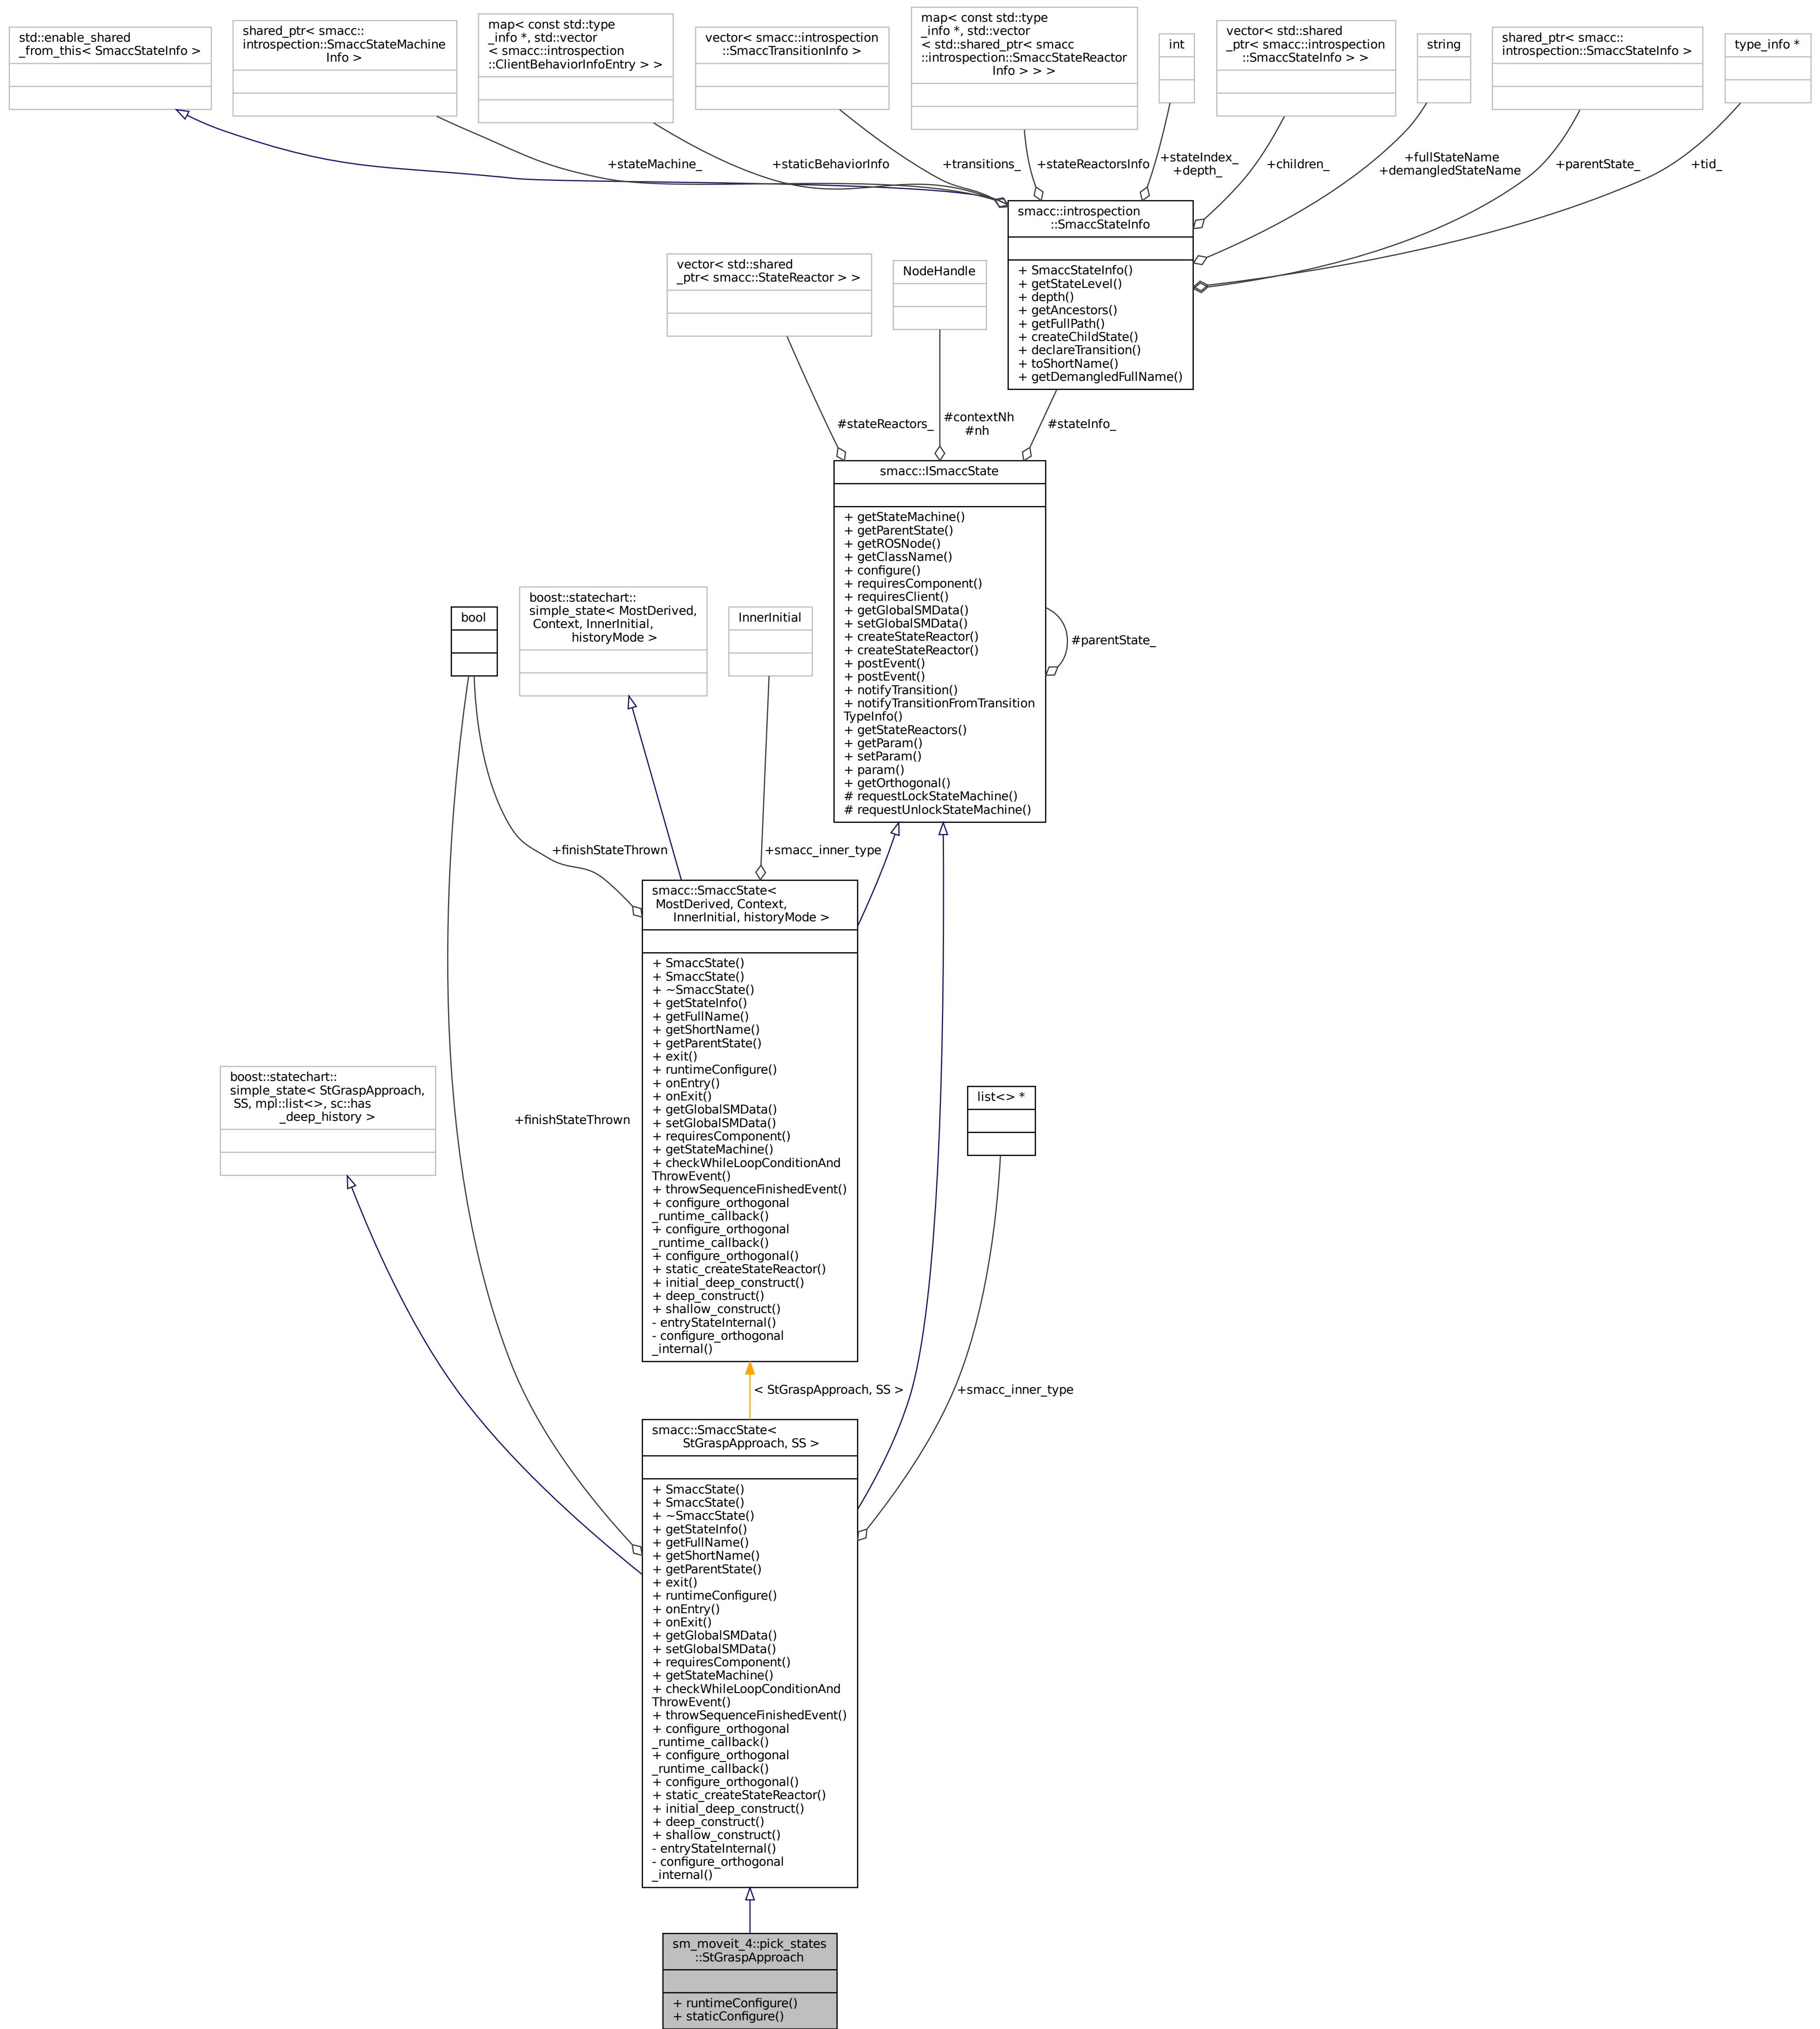 std::enable_shared
_from_this< SmaccStateInfo >
shared_ptr< smacc::
introspection::SmaccStateMachine
Info >
map< const std::type
_info *, std::vector
< smacc::introspection
::ClientBehaviorInfoEntry > >
vector< smacc::introspection
::SmaccTransitionInfo >
map< const std::type
_info *, std::vector
< std::shared_ptr< smacc
::introspection::SmaccStateReactor
Info > > >
int
vector< std::shared
_ptr< smacc::introspection
::SmaccStateInfo > >
string
shared_ptr< smacc::
introspection::SmaccStateInfo >
type_info *
+stateMachine_
+staticBehaviorInfo
+transitions_
+stateReactorsInfo
+stateIndex_
+depth_
+children_
+fullStateName
+demangledStateName
+parentState_
+tid_
smacc::introspection
::SmaccStateInfo
+ SmaccStateInfo()
+ getStateLevel()
+ depth()
+ getAncestors()
+ getFullPath()
+ createChildState()
+ declareTransition()
+ toShortName()
+ getDemangledFullName()
vector< std::shared
_ptr< smacc::StateReactor > >
NodeHandle
#stateReactors_
#contextNh
#nh
#stateInfo_
smacc::ISmaccState
+ getStateMachine()
+ getParentState()
+ getROSNode()
+ getClassName()
+ configure()
+ requiresComponent()
+ requiresClient()
+ getGlobalSMData()
+ setGlobalSMData()
+ createStateReactor()
+ createStateReactor()
+ postEvent()
+ postEvent()
+ notifyTransition()
+ notifyTransitionFromTransition
TypeInfo()
+ getStateReactors()
+ getParam()
+ setParam()
+ param()
+ getOrthogonal()
# requestLockStateMachine()
# requestUnlockStateMachine()
#parentState_
bool
boost::statechart::
simple_state< MostDerived,
Context, InnerInitial,
historyMode >
InnerInitial
+finishStateThrown
+smacc_inner_type
smacc::SmaccState<
MostDerived, Context,
InnerInitial, historyMode >
+ SmaccState()
+ SmaccState()
+ ~SmaccState()
+ getStateInfo()
+ getFullName()
+ getShortName()
+ getParentState()
+ exit()
+ runtimeConfigure()
+ onEntry()
+ onExit()
+ getGlobalSMData()
+ setGlobalSMData()
+ requiresComponent()
+ getStateMachine()
+ checkWhileLoopConditionAnd
ThrowEvent()
+ throwSequenceFinishedEvent()
+ configure_orthogonal
_runtime_callback()
+ configure_orthogonal
_runtime_callback()
+ configure_orthogonal()
+ static_createStateReactor()
+ initial_deep_construct()
+ deep_construct()
+ shallow_construct()
- entryStateInternal()
- configure_orthogonal
_internal()
boost::statechart::
simple_state< StGraspApproach,
SS, mpl::list<>, sc::has
_deep_history >
+finishStateThrown
list<> *
< StGraspApproach, SS >
+smacc_inner_type
smacc::SmaccState<
StGraspApproach, SS >
+ SmaccState()
+ SmaccState()
+ ~SmaccState()
+ getStateInfo()
+ getFullName()
+ getShortName()
+ getParentState()
+ exit()
+ runtimeConfigure()
+ onEntry()
+ onExit()
+ getGlobalSMData()
+ setGlobalSMData()
+ requiresComponent()
+ getStateMachine()
+ checkWhileLoopConditionAnd
ThrowEvent()
+ throwSequenceFinishedEvent()
+ configure_orthogonal
_runtime_callback()
+ configure_orthogonal
_runtime_callback()
+ configure_orthogonal()
+ static_createStateReactor()
+ initial_deep_construct()
+ deep_construct()
+ shallow_construct()
- entryStateInternal()
- configure_orthogonal
_internal()
sm_moveit_4::pick_states
::StGraspApproach
+ runtimeConfigure()
+ staticConfigure()